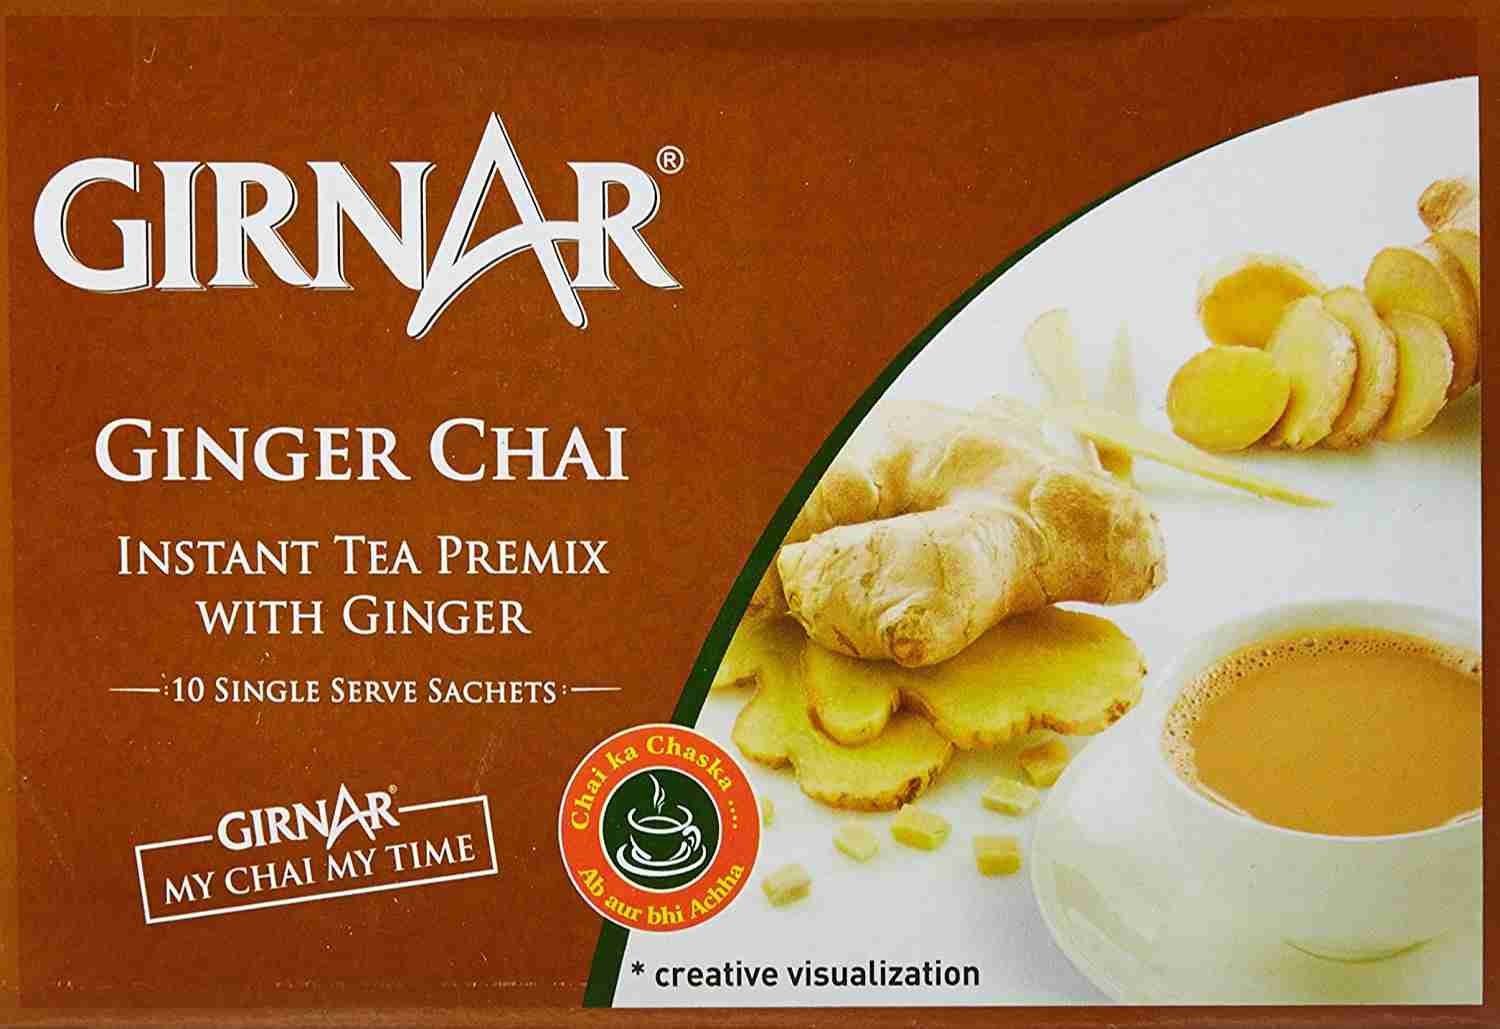 GIRNAR®
GINGER CHAI
INSTANT TEA PREMIX
WITH GINGER
10 SINGLE SERVE SACHETS
GIRNAR®
MY CHAI MY TIME
Chai ka Chaska ....
Ab aur bhi Achha
* creative visualization